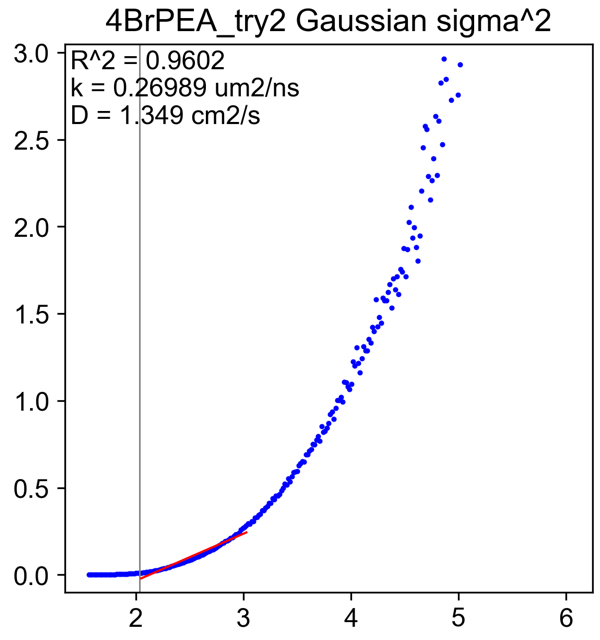 4BrPEA_try2 Gaussian sigma^2
R^2 = 0.9602
k = 0.26989 um2/ns
D = 1.349 cm2/s
3.0
2.5
2.0
1.5
1.0
0.5
0.0
2 3 4 5 6